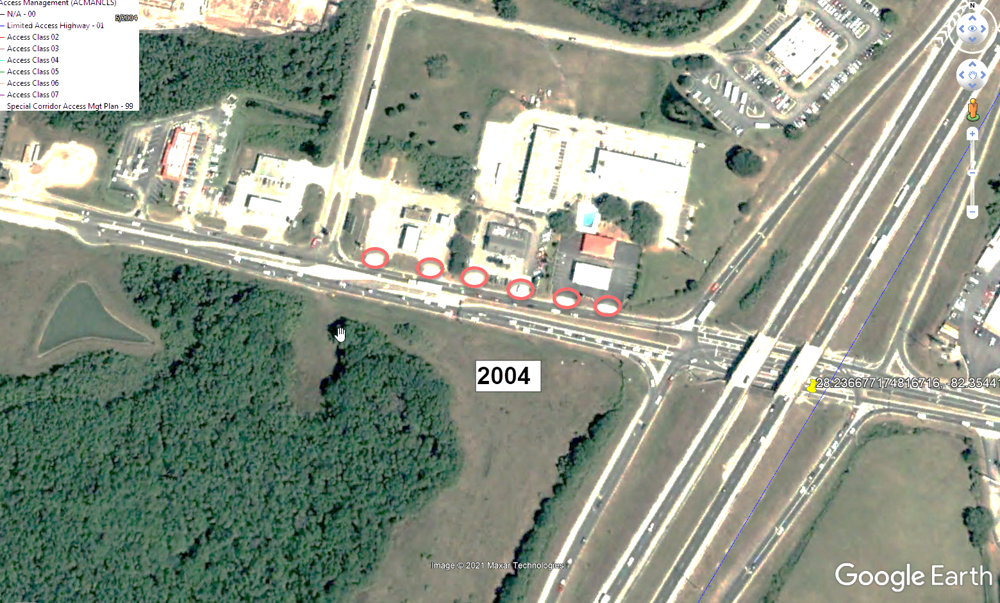 Access Management (ACMANCLS)
N/A - 00
5/2004
Limited Access Highway - 01
Access Class 02
Access Class 03
Access Class 04
Access Class 05
Access Class 06
Access Class 07
Special Corridor Access Mgt Plan - 99
N
2004
28.236677174816716, -82.35441
Image © 2021 Maxar Technologies
Google Earth